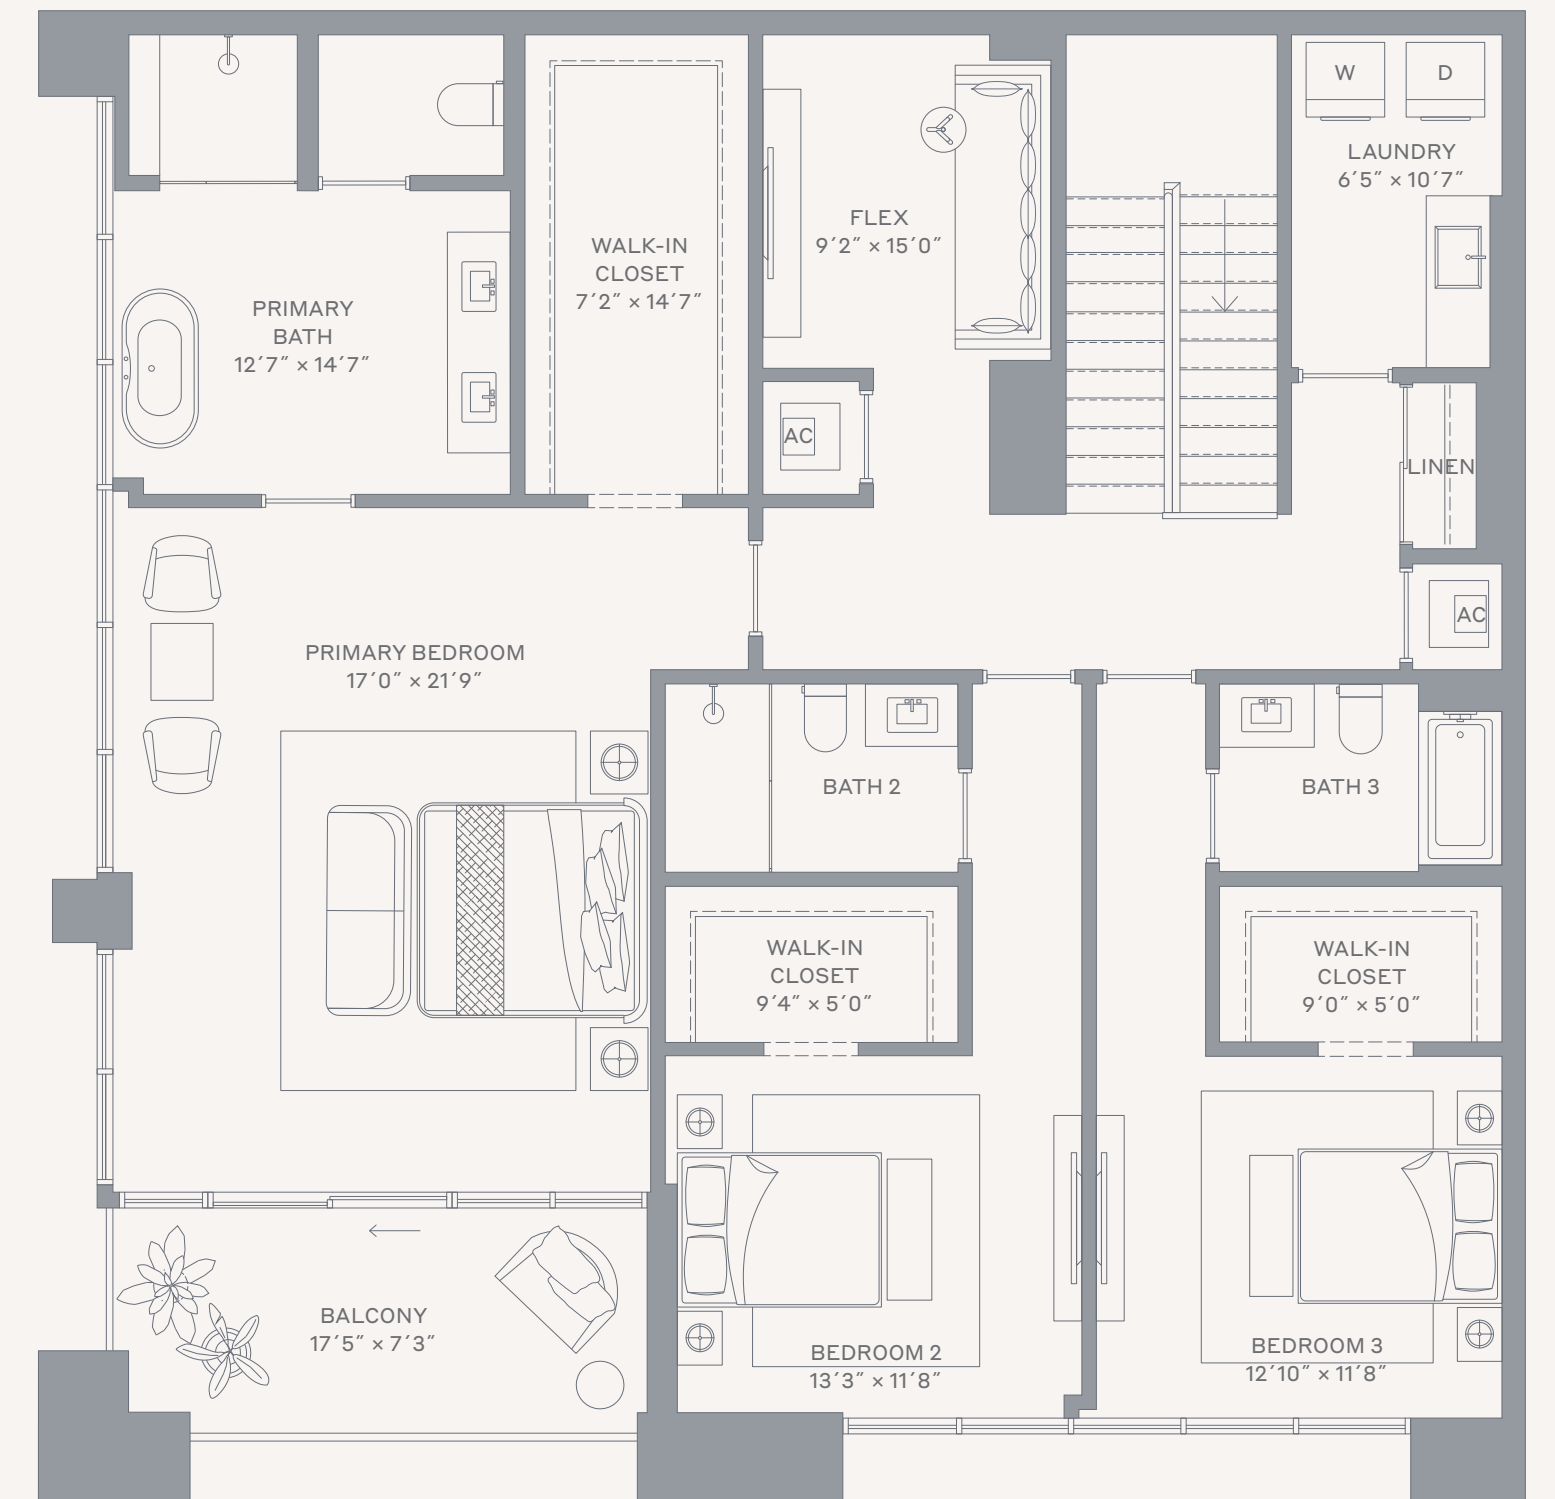 W
D
LAUNDRY
6′5″ × 10′7″
FLEX
9′2″ × 15′0″
WALK-IN
CLOSET
7′2″ × 14′7″
PRIMARY
BATH
12′7″ × 14′7″
AC
LINEN
AC
PRIMARY BEDROOM
17′0″ × 21′9″
BATH 2
BATH 3
WALK-IN
CLOSET
9′4″ × 5′0″
WALK-IN
CLOSET
9′0″ × 5′0″
BALCONY
17′5″ × 7′3″
BEDROOM 2
13′3″ × 11′8″
BEDROOM 3
12′10″ × 11′8″